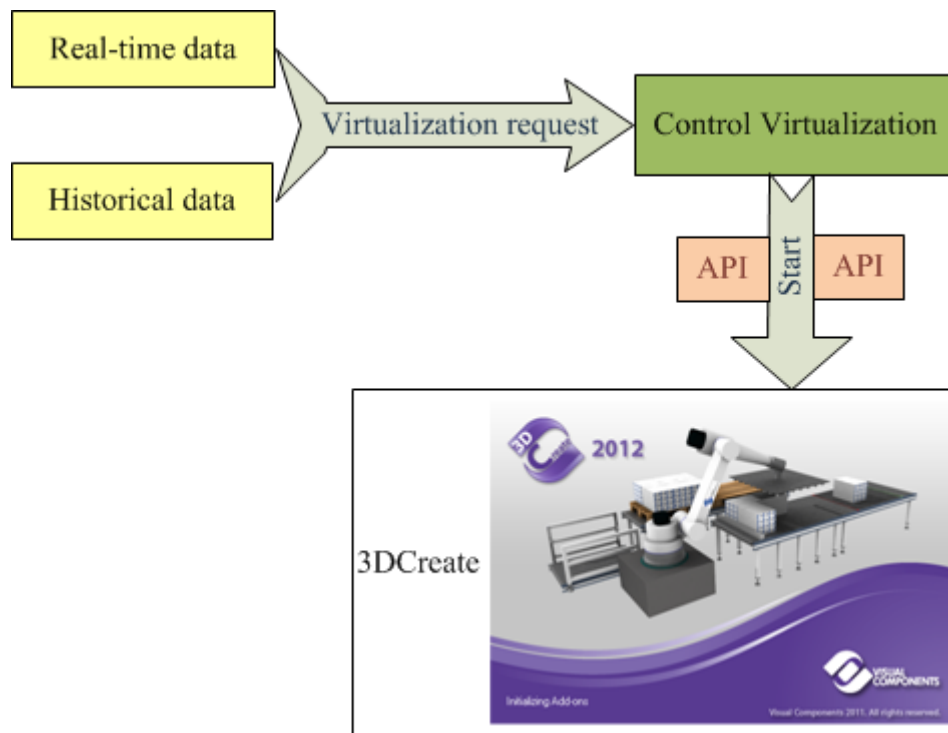 Real-time data
Virtualization request
Control Virtualization
Historical data
API
Start
API
3DCreate
3D Create
2012
VISUAL
COMPONENTS
Initializing Add-ons
Visual Components 2011. All rights reserved.